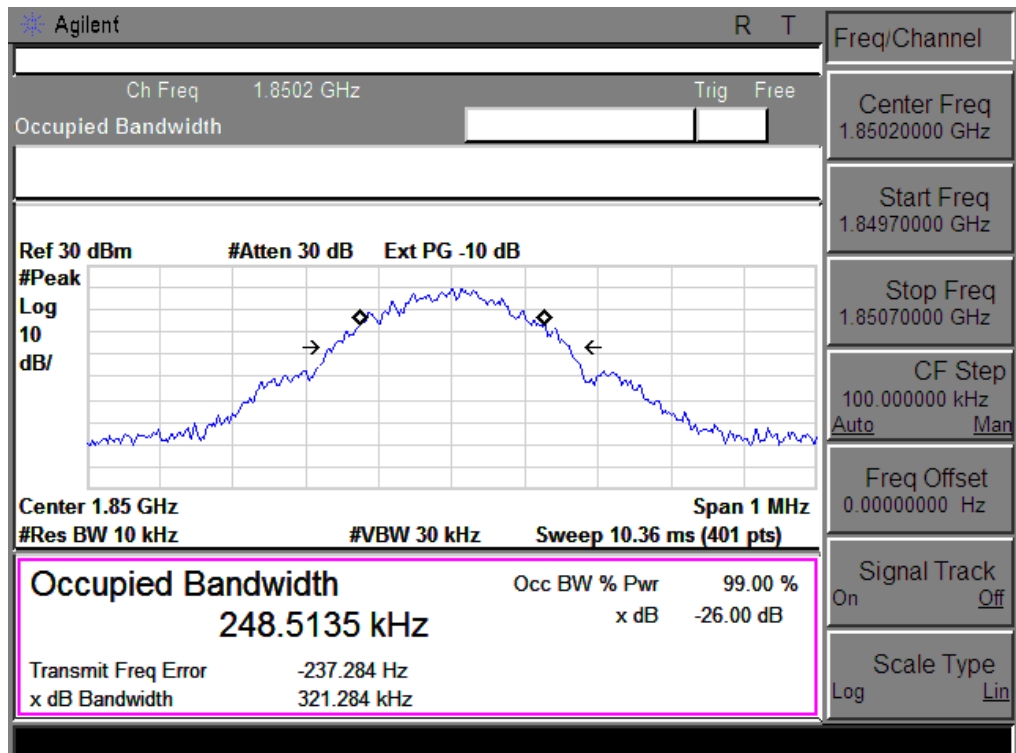 Agilent R T
Ch Freq 1.8502 GHz Trig Free
Occupied Bandwidth
Ref 30 dBm #Atten 30 dB Ext PG -10 dB
#Peak
Log
10
dB/
Center 1.85 GHz Span 1 MHz
#Res BW 10 kHz #VBW 30 kHz Sweep 10.36 ms (401 pts)
Occupied Bandwidth Occ BW % Pwr 99.00 %
248.5135 kHz x dB -26.00 dB
Transmit Freq Error -237.284 Hz
x dB Bandwidth 321.284 kHz
Freq/Channel
Center Freq
1.85020000 GHz
Start Freq
1.84970000 GHz
Stop Freq
1.85070000 GHz
CF Step
100.000000 kHz
Auto Man
Freq Offset
0.00000000 Hz
Signal Track
On Off
Scale Type
Log Lin